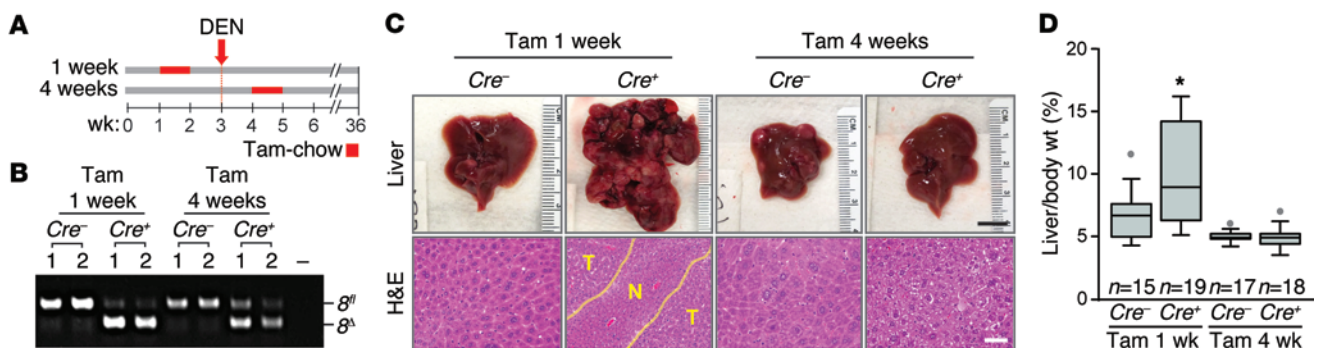 A
DEN
1 week
4 weeks
wk: 0 1 2 3 4 5 6 36
Tam-chow
B
Tam 1 week
Tam 4 weeks
Cre⁻ Cre⁺ Cre⁻ Cre⁺
1 2 1 2 1 2 1 2 –
8ᶠˡ
8ᐞ
C
Tam 1 week Tam 4 weeks
Cre⁻ Cre⁺ Cre⁻ Cre⁺
Liver
H&E
T
N
T
D
Liver/body wt (%)
20
15
10
5
0
*
n=15 n=19 n=17 n=18
Cre⁻ Cre⁺ Cre⁻ Cre⁺
Tam 1 wk Tam 4 wk